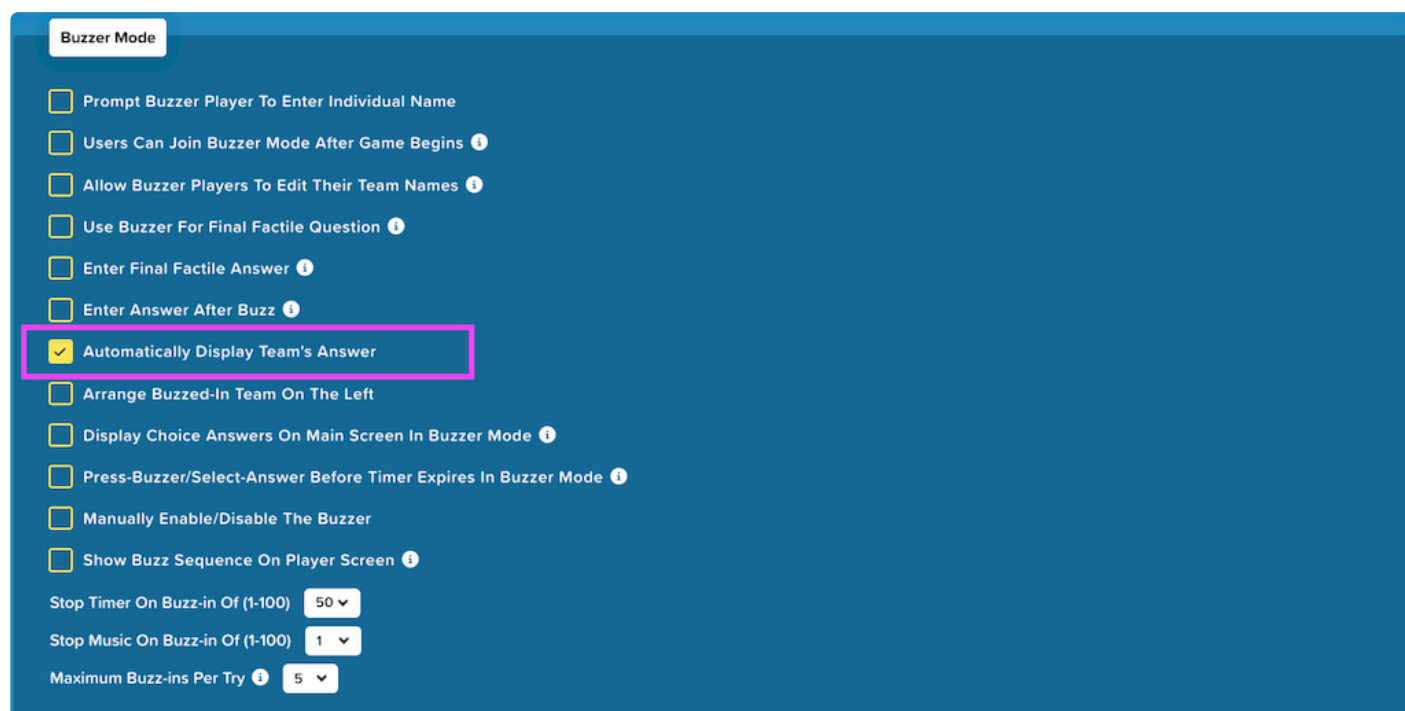 Buzzer Mode
Prompt Buzzer Player To Enter Individual Name
Users Can Join Buzzer Mode After Game Begins
Allow Buzzer Players To Edit Their Team Names
Use Buzzer For Final Factile Question
Enter Final Factile Answer
Enter Answer After Buzz
Automatically Display Team's Answer
Arrange Buzzed-In Team On The Left
Display Choice Answers On Main Screen In Buzzer Mode
Press-Buzzer/Select-Answer Before Timer Expires In Buzzer Mode
Manually Enable/Disable The Buzzer
Show Buzz Sequence On Player Screen
Stop Timer On Buzz-in Of (1-100) 50
Stop Music On Buzz-in Of (1-100) 1
Maximum Buzz-ins Per Try 5